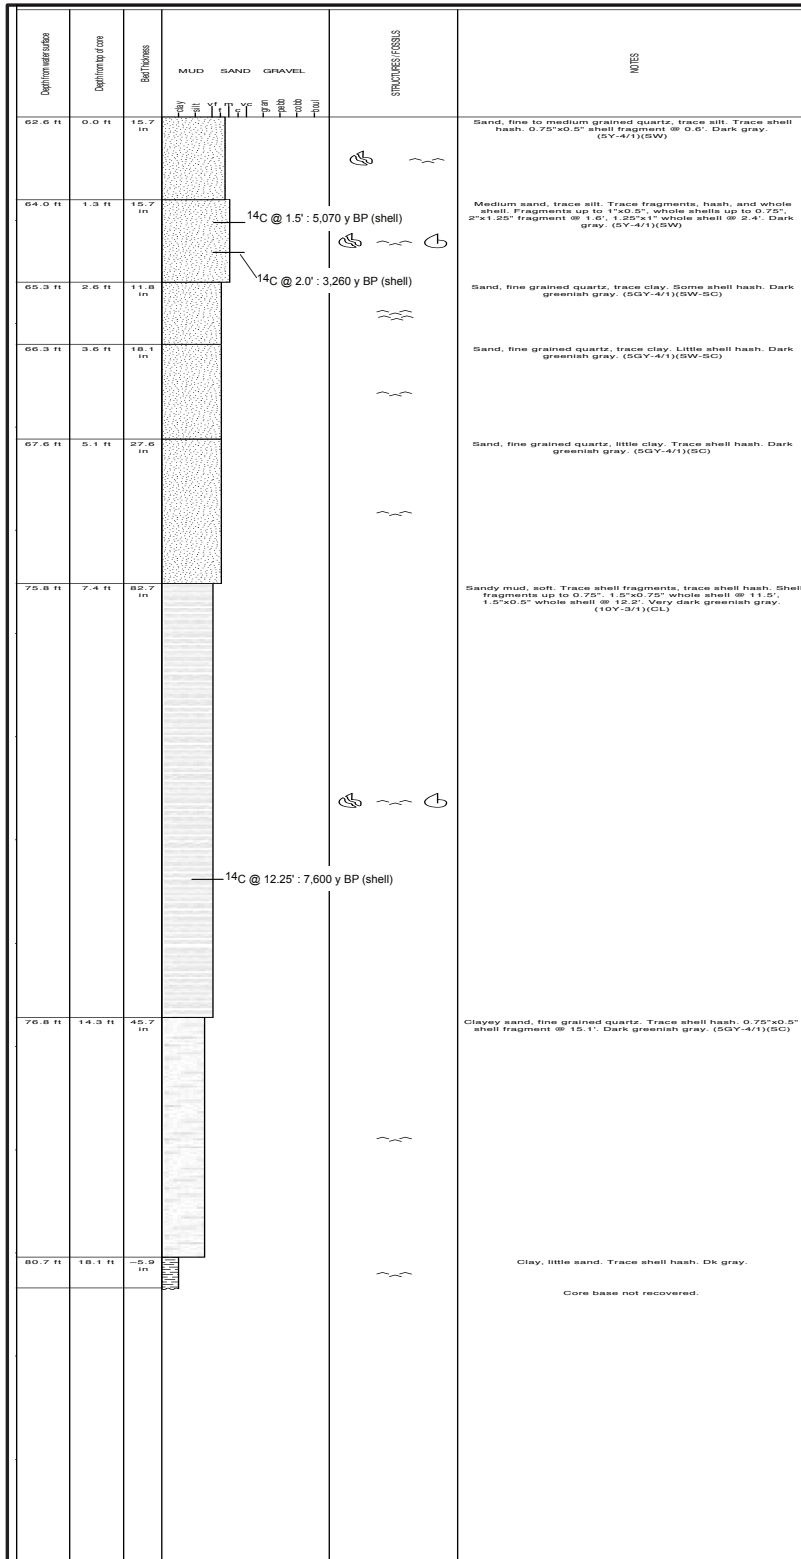 Depth from water surface
Depth from top of core
Bed Thickness
MUD SAND GRAVEL
clay
silt
vf
f
m
c
vc
gran
pebb
cobb
boul
STRUCTURES / FOSSILS
NOTES
62.6 ft 0.0 ft 15.7
in
Sand, fine to medium grained quartz, trace silt. Trace shell
hash. 0.75"x0.5" shell fragment @ 0.6'. Dark gray.
(5Y-4/1)(SW)
64.0 ft 1.3 ft 15.7
in
14C @ 1.5' : 5,070 y BP (shell)
14C @ 2.0' : 3,260 y BP (shell)
Medium sand, trace silt. Trace fragments, hash, and whole
shell. Fragments up to 1"x0.5", whole shells up to 0.75",
2"x1.25" fragment @ 1.6', 1.25"x1" whole shell @ 2.4'. Dark
gray. (5Y-4/1)(SW)
65.3 ft 2.6 ft 11.8
in
Sand, fine grained quartz, trace clay. Some shell hash. Dark
greenish gray. (5GY-4/1)(SW-SC)
66.3 ft 3.6 ft 18.1
in
Sand, fine grained quartz, trace clay. Little shell hash. Dark
greenish gray. (5GY-4/1)(SW-SC)
67.6 ft 5.1 ft 27.6
in
Sand, fine grained quartz, little clay. Trace shell hash. Dark
greenish gray. (5GY-4/1)(SC)
75.8 ft 7.4 ft 82.7
in
Sandy mud, soft. Trace shell fragments, trace shell hash. Shell
fragments up to 0.75". 1.5"x0.75" whole shell @ 11.5',
1.5"x0.5" whole shell @ 12.2'. Very dark greenish gray.
(10Y-3/1)(CL)
14C @ 12.25' : 7,600 y BP (shell)
76.8 ft 14.3 ft 45.7
in
Clayey sand, fine grained quartz. Trace shell hash. 0.75"x0.5"
shell fragment @ 15.1'. Dark greenish gray. (5GY-4/1)(SC)
80.7 ft 18.1 ft ~5.9
in
Clay, little sand. Trace shell hash. Dk gray.
Core base not recovered.